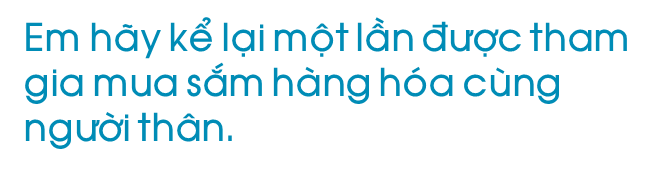 Em hãy kể lại một lần được tham
gia mua sắm hàng hóa cùng
người thân.